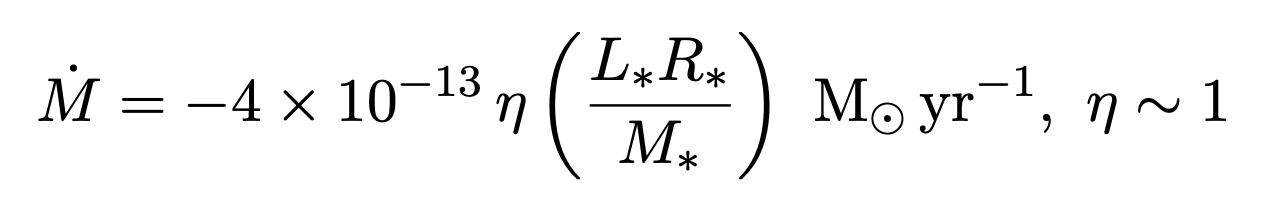 Ṁ = −4 × 10⁻¹³ η (L∗R∗ / M∗) M☉ yr⁻¹, η ∼ 1